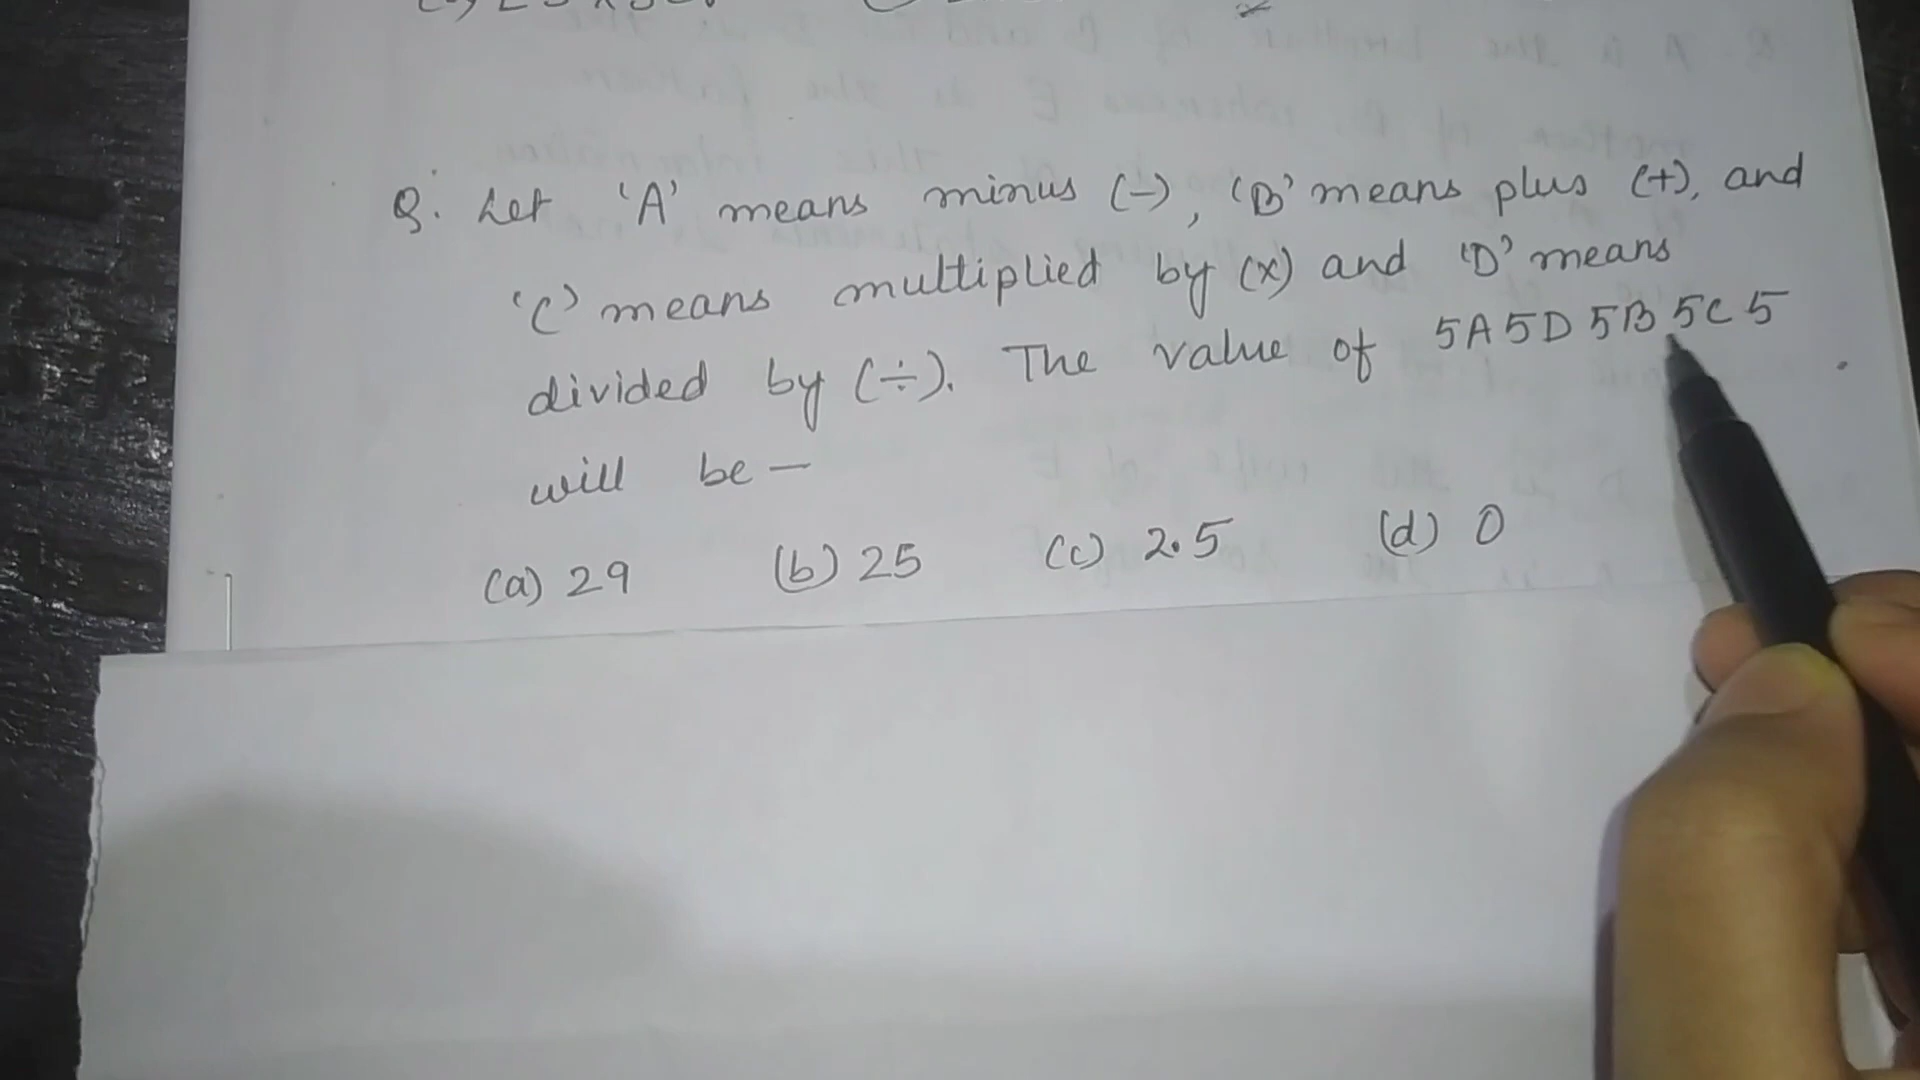 Q. Let 'A' means minus (-), 'B' means plus (+), and
'C' means multiplied by (x) and 'D' means
divided by (÷). The value of 5A5D5B5C5
will be —
(a) 29 (b) 25 (c) 2.5 (d) 0